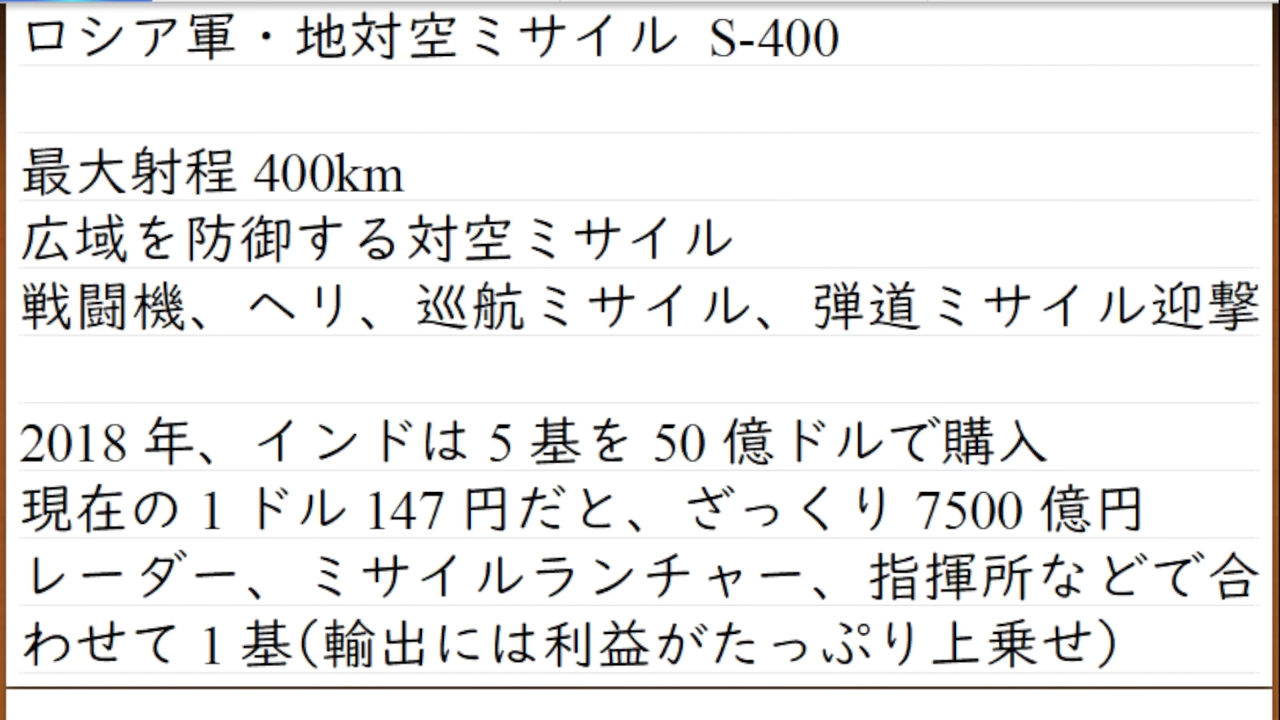 ロシア軍・地対空ミサイル S-400
最大射程 400km
広域を防御する対空ミサイル
戦闘機、ヘリ、巡航ミサイル、弾道ミサイル迎撃
2018 年、インドは 5 基を 50 億ドルで購入
現在の 1 ドル 147 円だと、ざっくり 7500 億円
レーダー、ミサイルランチャー、指揮所などで合
わせて 1 基(輸出には利益がたっぷり上乗せ)